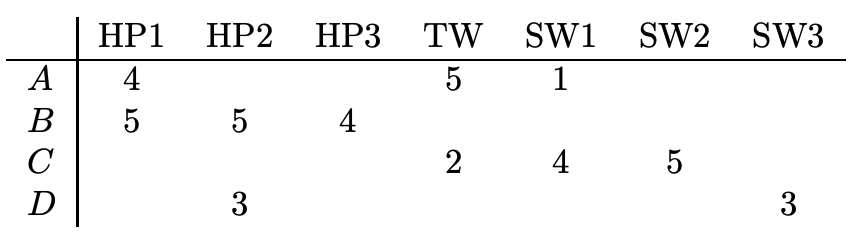 HP1 HP2 HP3 TW SW1 SW2 SW3
A 4 5 1
B 5 5 4
C 2 4 5
D 3 3